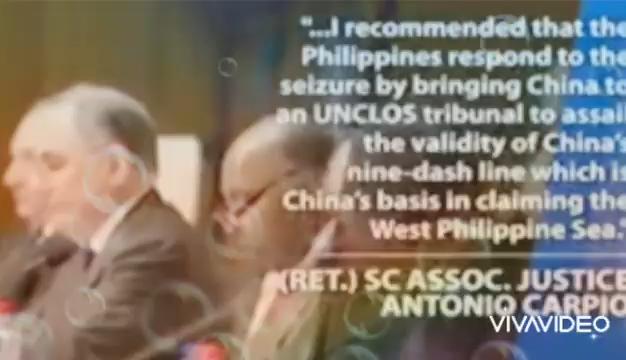 "...I recommended that the
Philippines respond to the
seizure by bringing China to
an UNCLOS tribunal to assail
the validity of China's
nine-dash line which is
China's basis in claiming the
West Philippine Sea."
(RET.) SC ASSOC. JUSTICE
ANTONIO CARPIO
VIVAVIDEO